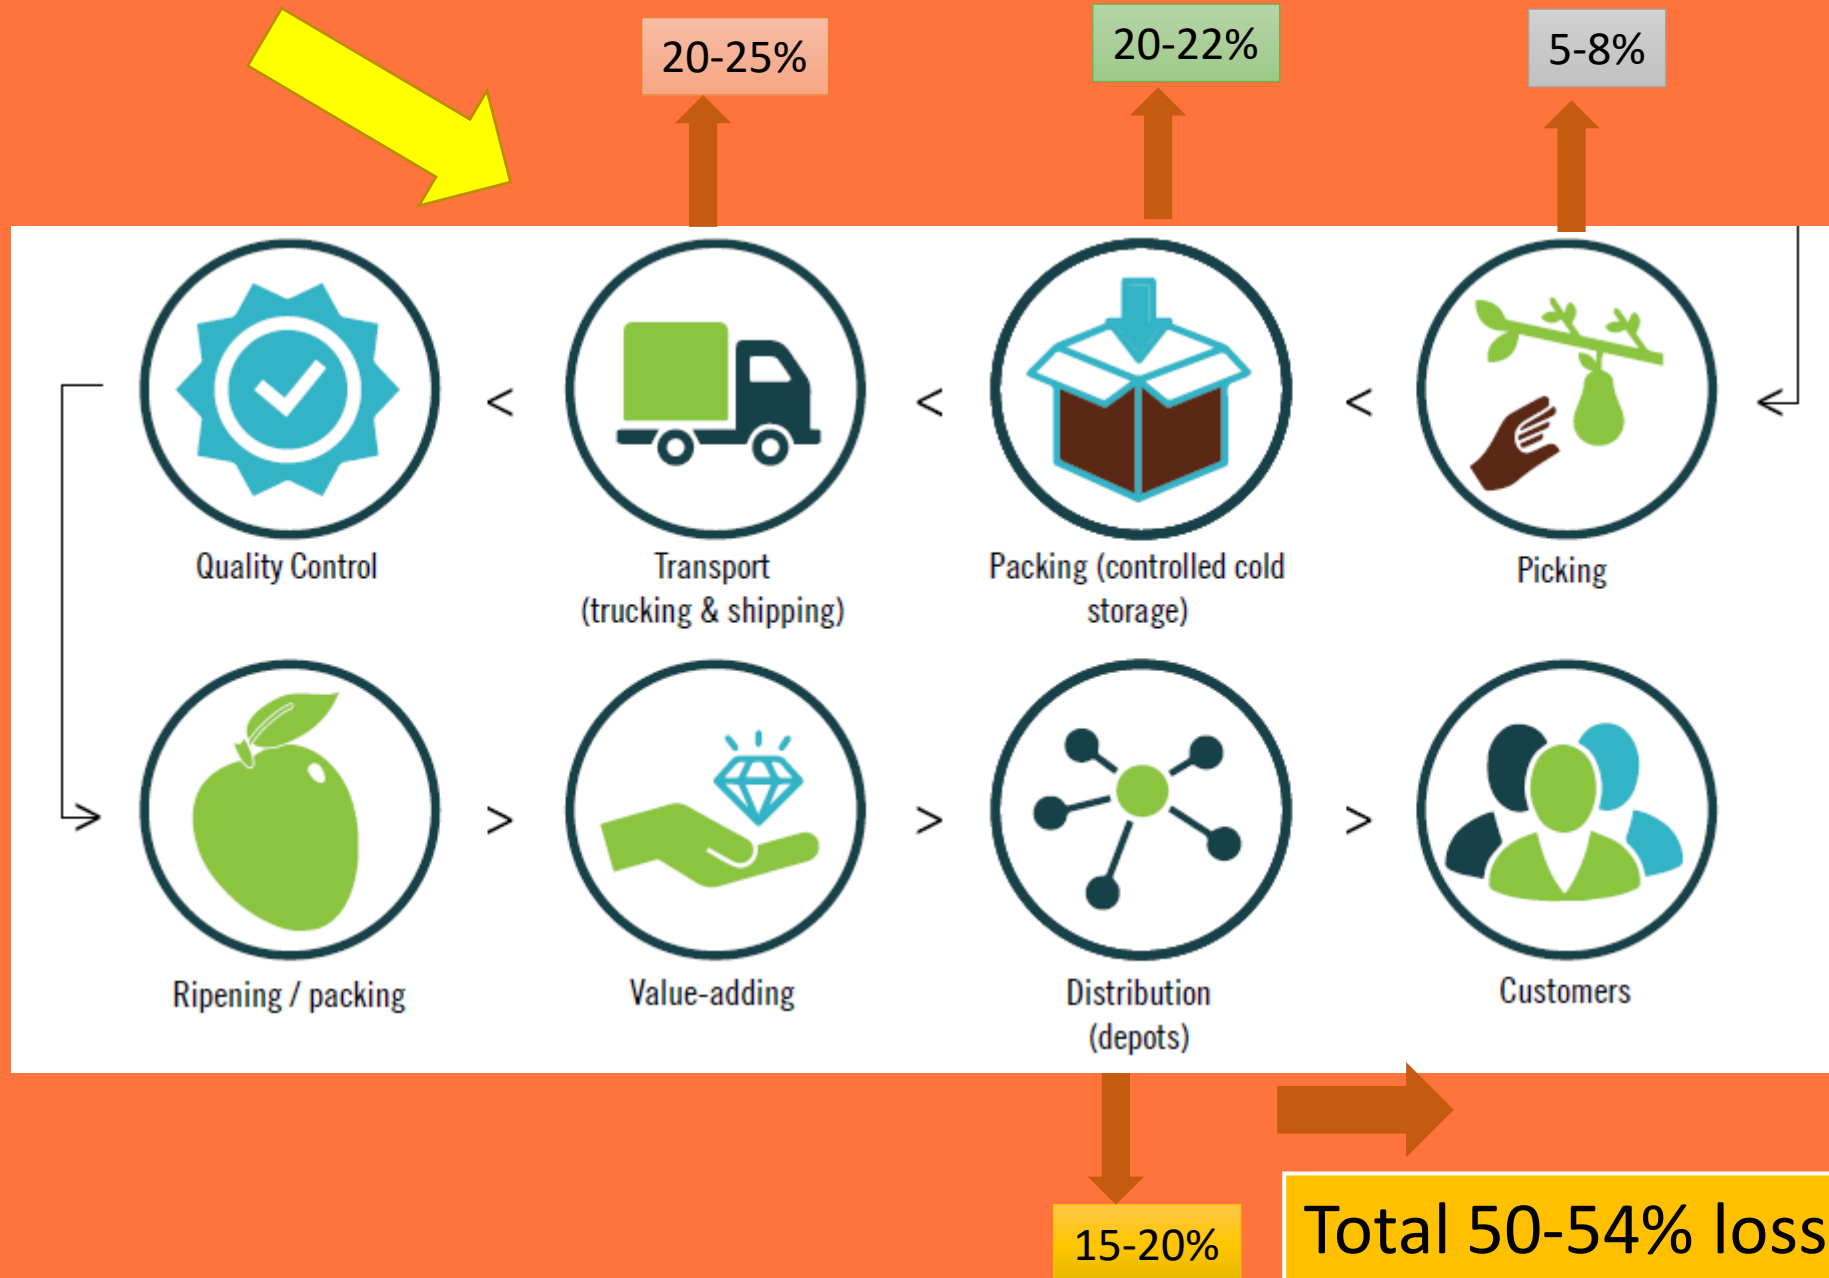 20-25%
20-22%
5-8%
<
<
<
Quality Control
Transport
(trucking & shipping)
Packing (controlled cold
storage)
Picking
>
>
>
Ripening / packing
Value-adding
Distribution
(depots)
Customers
15-20%
Total 50-54% loss